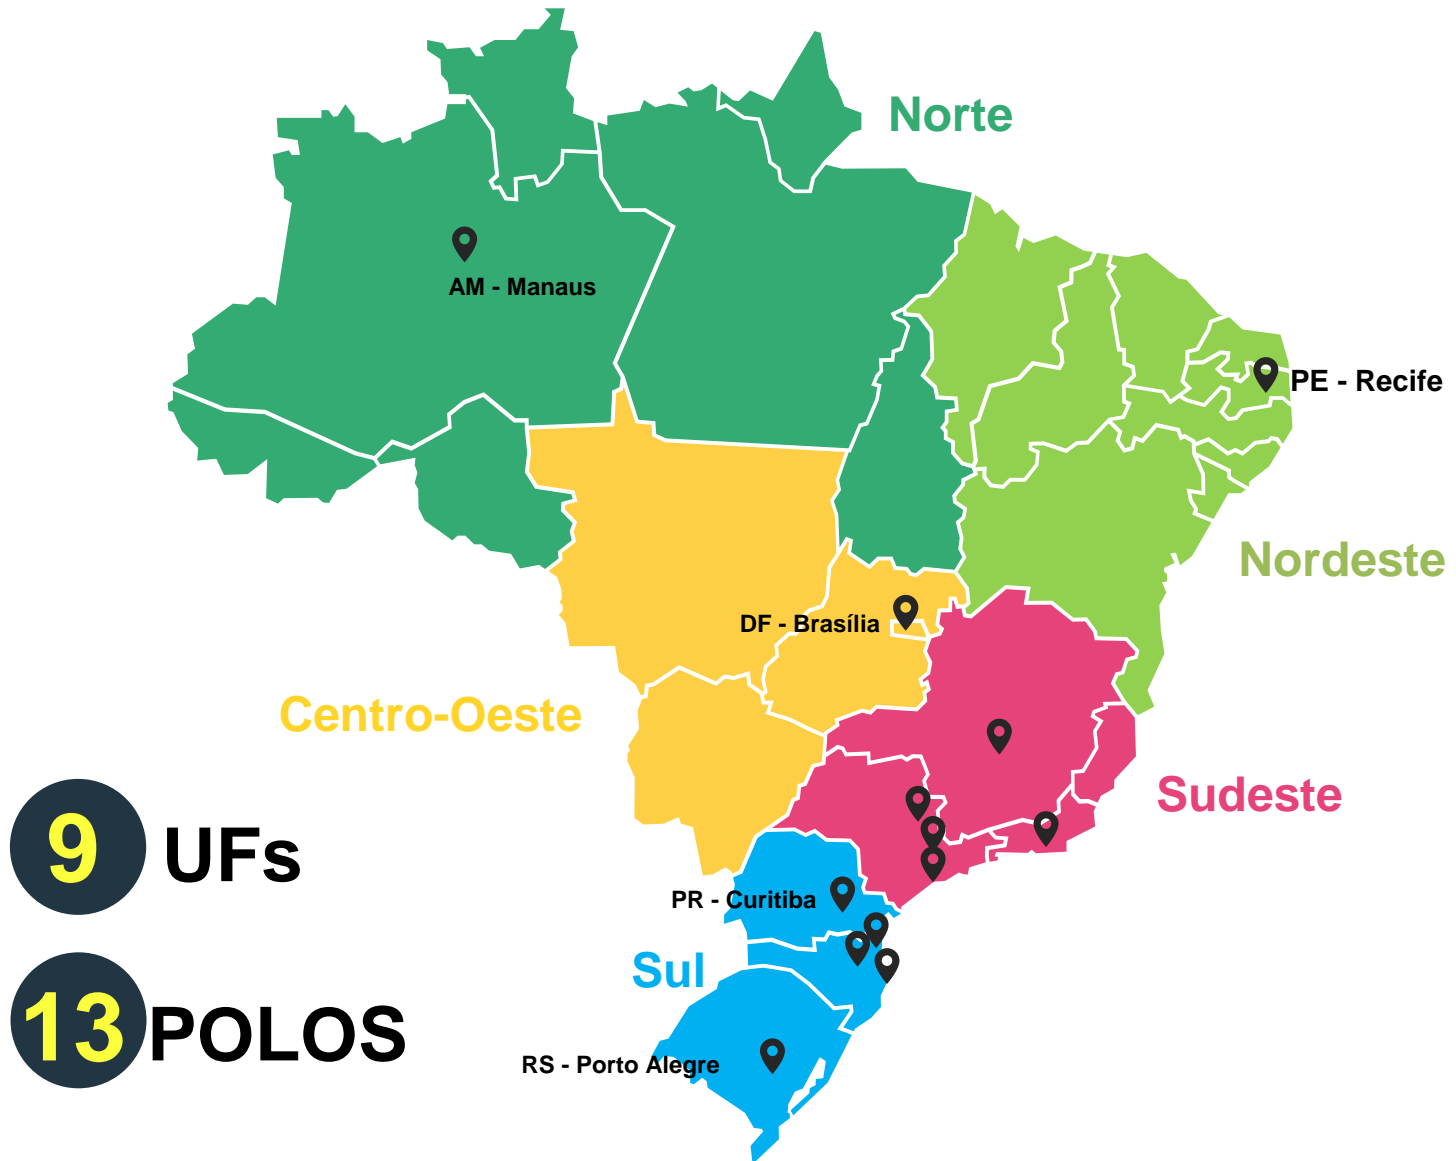 Norte
AM - Manaus
PE - Recife
Nordeste
DF - Brasília
Centro-Oeste
Sudeste
9 UFs
PR - Curitiba
Sul
13 POLOS
RS - Porto Alegre